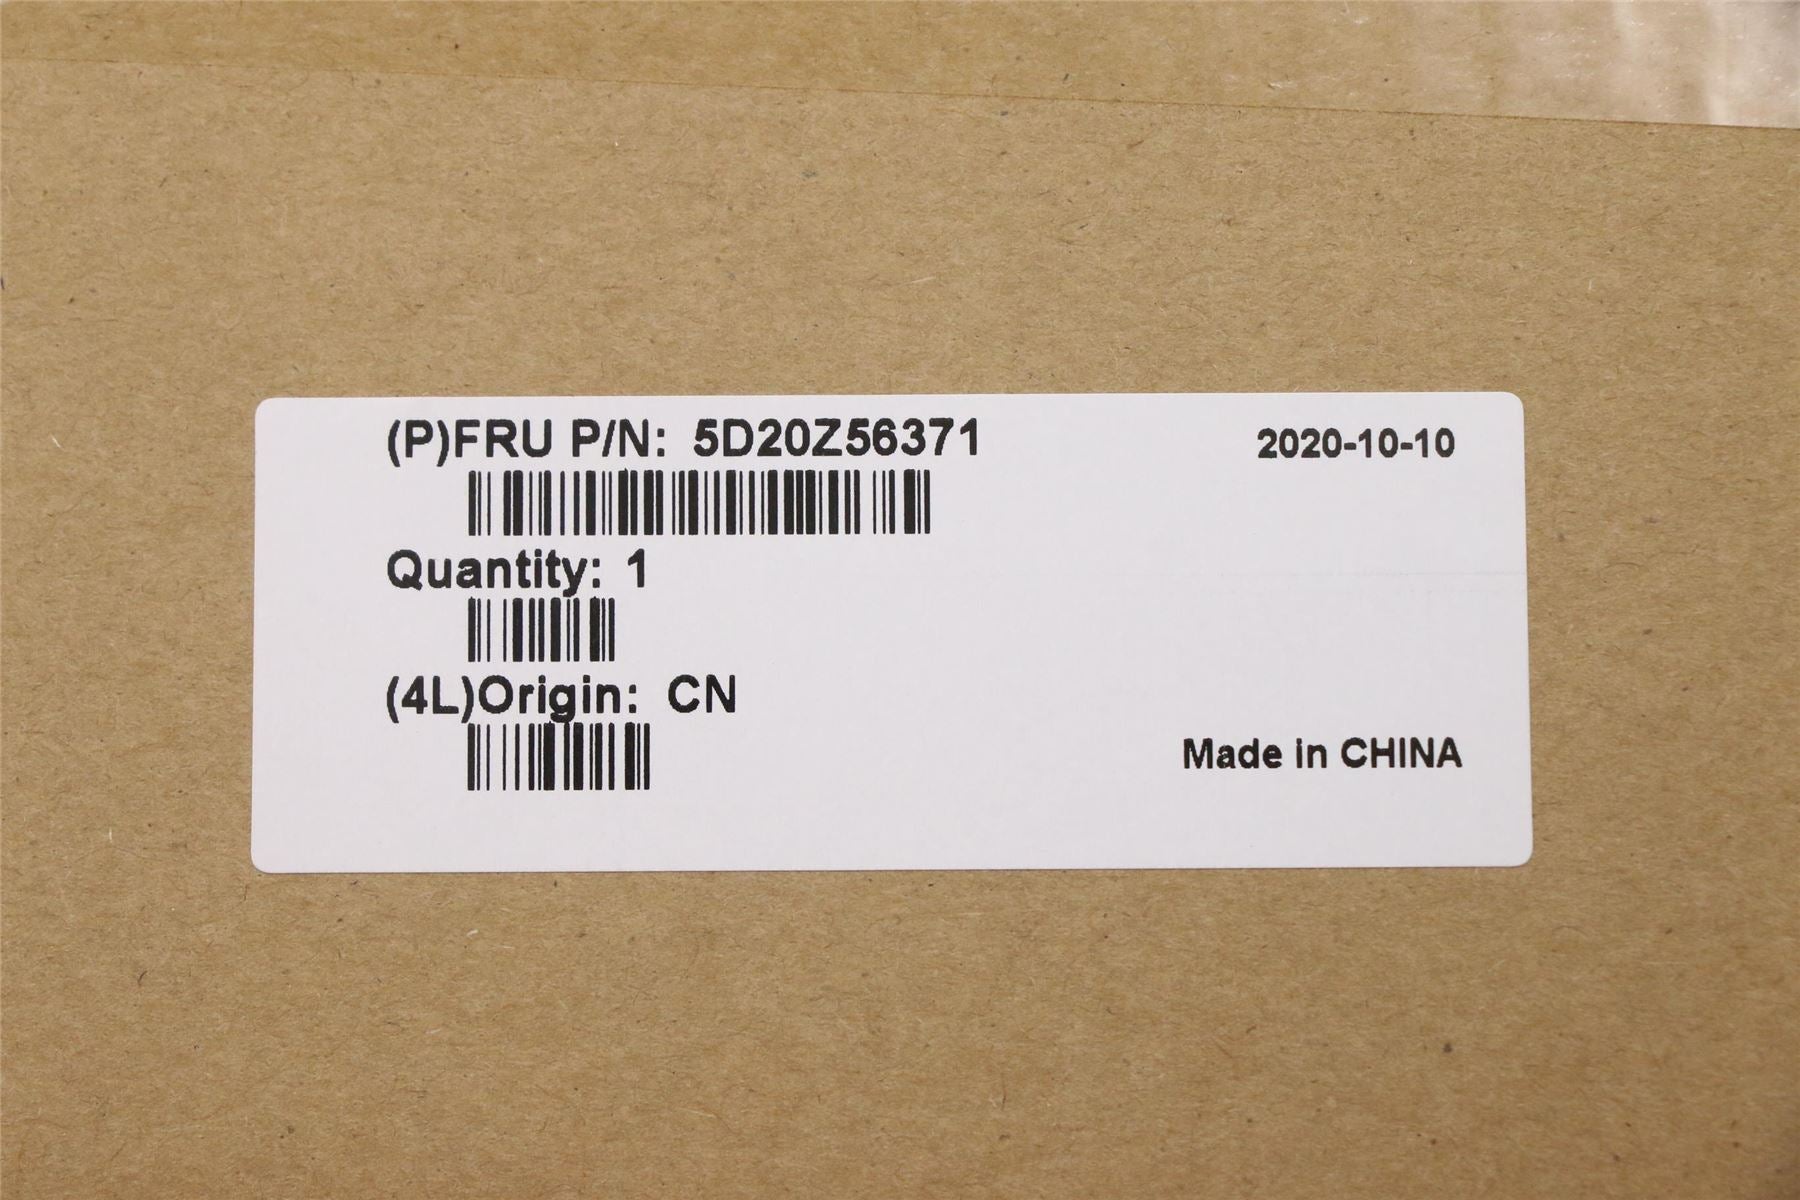 (P)FRU P/N: 5D20Z56371
2020-10-10
Quantity: 1
(4L)Origin: CN
Made in CHINA